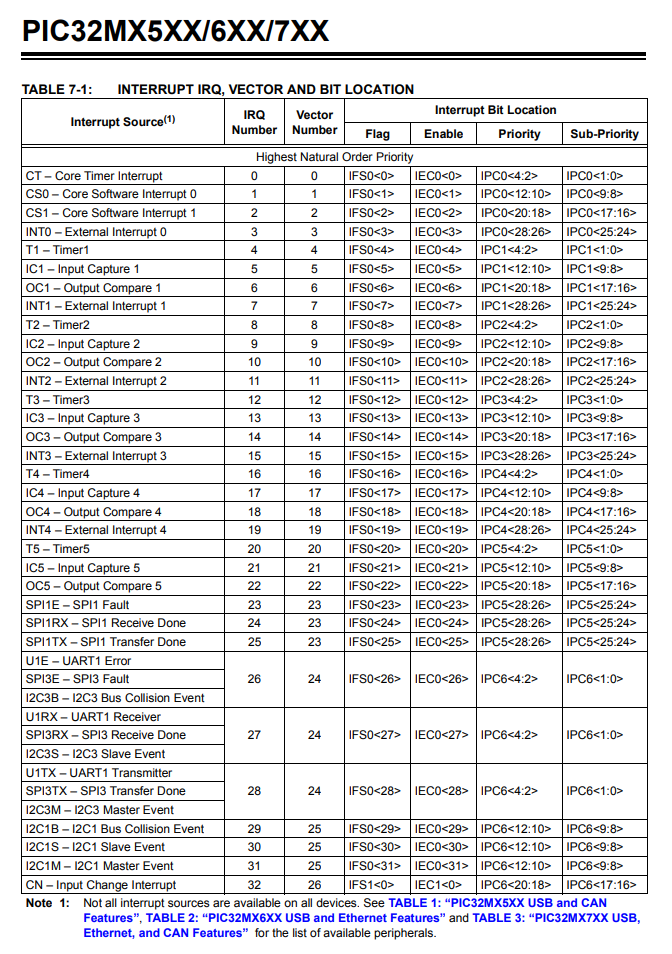 PIC32MX5XX/6XX/7XX
TABLE 7-1: INTERRUPT IRQ, VECTOR AND BIT LOCATION
Interrupt Source(1) IRQ Number Vector Number Interrupt Bit Location
Flag Enable Priority Sub-Priority
Highest Natural Order Priority
CT – Core Timer Interrupt 0 0 IFS0<0> IEC0<0> IPC0<4:2> IPC0<1:0>
CS0 – Core Software Interrupt 0 1 1 IFS0<1> IEC0<1> IPC0<12:10> IPC0<9:8>
CS1 – Core Software Interrupt 1 2 2 IFS0<2> IEC0<2> IPC0<20:18> IPC0<17:16>
INT0 – External Interrupt 0 3 3 IFS0<3> IEC0<3> IPC0<28:26> IPC0<25:24>
T1 – Timer1 4 4 IFS0<4> IEC0<4> IPC1<4:2> IPC1<1:0>
IC1 – Input Capture 1 5 5 IFS0<5> IEC0<5> IPC1<12:10> IPC1<9:8>
OC1 – Output Compare 1 6 6 IFS0<6> IEC0<6> IPC1<20:18> IPC1<17:16>
INT1 – External Interrupt 1 7 7 IFS0<7> IEC0<7> IPC1<28:26> IPC1<25:24>
T2 – Timer2 8 8 IFS0<8> IEC0<8> IPC2<4:2> IPC2<1:0>
IC2 – Input Capture 2 9 9 IFS0<9> IEC0<9> IPC2<12:10> IPC2<9:8>
OC2 – Output Compare 2 10 10 IFS0<10> IEC0<10> IPC2<20:18> IPC2<17:16>
INT2 – External Interrupt 2 11 11 IFS0<11> IEC0<11> IPC2<28:26> IPC2<25:24>
T3 – Timer3 12 12 IFS0<12> IEC0<12> IPC3<4:2> IPC3<1:0>
IC3 – Input Capture 3 13 13 IFS0<13> IEC0<13> IPC3<12:10> IPC3<9:8>
OC3 – Output Compare 3 14 14 IFS0<14> IEC0<14> IPC3<20:18> IPC3<17:16>
INT3 – External Interrupt 3 15 15 IFS0<15> IEC0<15> IPC3<28:26> IPC3<25:24>
T4 – Timer4 16 16 IFS0<16> IEC0<16> IPC4<4:2> IPC4<1:0>
IC4 – Input Capture 4 17 17 IFS0<17> IEC0<17> IPC4<12:10> IPC4<9:8>
OC4 – Output Compare 4 18 18 IFS0<18> IEC0<18> IPC4<20:18> IPC4<17:16>
INT4 – External Interrupt 4 19 19 IFS0<19> IEC0<19> IPC4<28:26> IPC4<25:24>
T5 – Timer5 20 20 IFS0<20> IEC0<20> IPC5<4:2> IPC5<1:0>
IC5 – Input Capture 5 21 21 IFS0<21> IEC0<21> IPC5<12:10> IPC5<9:8>
OC5 – Output Compare 5 22 22 IFS0<22> IEC0<22> IPC5<20:18> IPC5<17:16>
SPI1E – SPI1 Fault 23 23 IFS0<23> IEC0<23> IPC5<28:26> IPC5<25:24>
SPI1RX – SPI1 Receive Done 24 23 IFS0<24> IEC0<24> IPC5<28:26> IPC5<25:24>
SPI1TX – SPI1 Transfer Done 25 23 IFS0<25> IEC0<25> IPC5<28:26> IPC5<25:24>
U1E – UART1 Error
SPI3E – SPI3 Fault 26 24 IFS0<26> IEC0<26> IPC6<4:2> IPC6<1:0>
I2C3B – I2C3 Bus Collision Event
U1RX – UART1 Receiver
SPI3RX – SPI3 Receive Done 27 24 IFS0<27> IEC0<27> IPC6<4:2> IPC6<1:0>
I2C3S – I2C3 Slave Event
U1TX – UART1 Transmitter
SPI3TX – SPI3 Transfer Done 28 24 IFS0<28> IEC0<28> IPC6<4:2> IPC6<1:0>
I2C3M – I2C3 Master Event
I2C1B – I2C1 Bus Collision Event 29 25 IFS0<29> IEC0<29> IPC6<12:10> IPC6<9:8>
I2C1S – I2C1 Slave Event 30 25 IFS0<30> IEC0<30> IPC6<12:10> IPC6<9:8>
I2C1M – I2C1 Master Event 31 25 IFS0<31> IEC0<31> IPC6<12:10> IPC6<9:8>
CN – Input Change Interrupt 32 26 IFS1<0> IEC1<0> IPC6<20:18> IPC6<17:16>
Note 1: Not all interrupt sources are available on all devices. See TABLE 1: “PIC32MX5XX USB and CAN
Features”, TABLE 2: “PIC32MX6XX USB and Ethernet Features” and TABLE 3: “PIC32MX7XX USB,
Ethernet, and CAN Features” for the list of available peripherals.